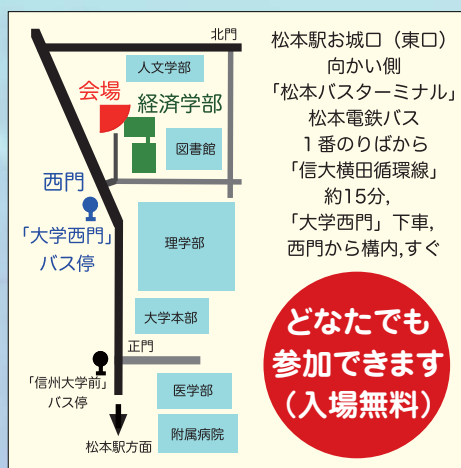 北門
人文学部
会場
経済学部
図書館
西門
「大学西門」
バス停
理学部
大学本部
正門
「信州大学前」
バス停
医学部
附属病院
松本駅方面
松本駅お城口（東口）
向かい側
「松本バスターミナル」
松本電鉄バス
１番のりばから
「信大横田循環線」
約15分,
「大学西門」下車,
西門から構内,すぐ
どなたでも
参加できます
（入場無料）